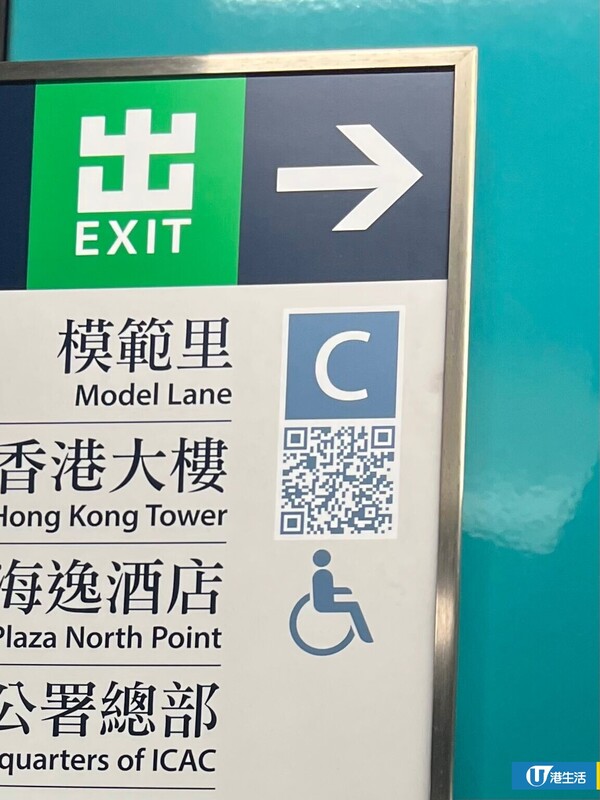 出
EXIT
模範里
Model Lane
C
香港大樓
Hong Kong Tower
海逸酒店
Plaza North Point
公署總部
quarters of ICAC
U 港生活